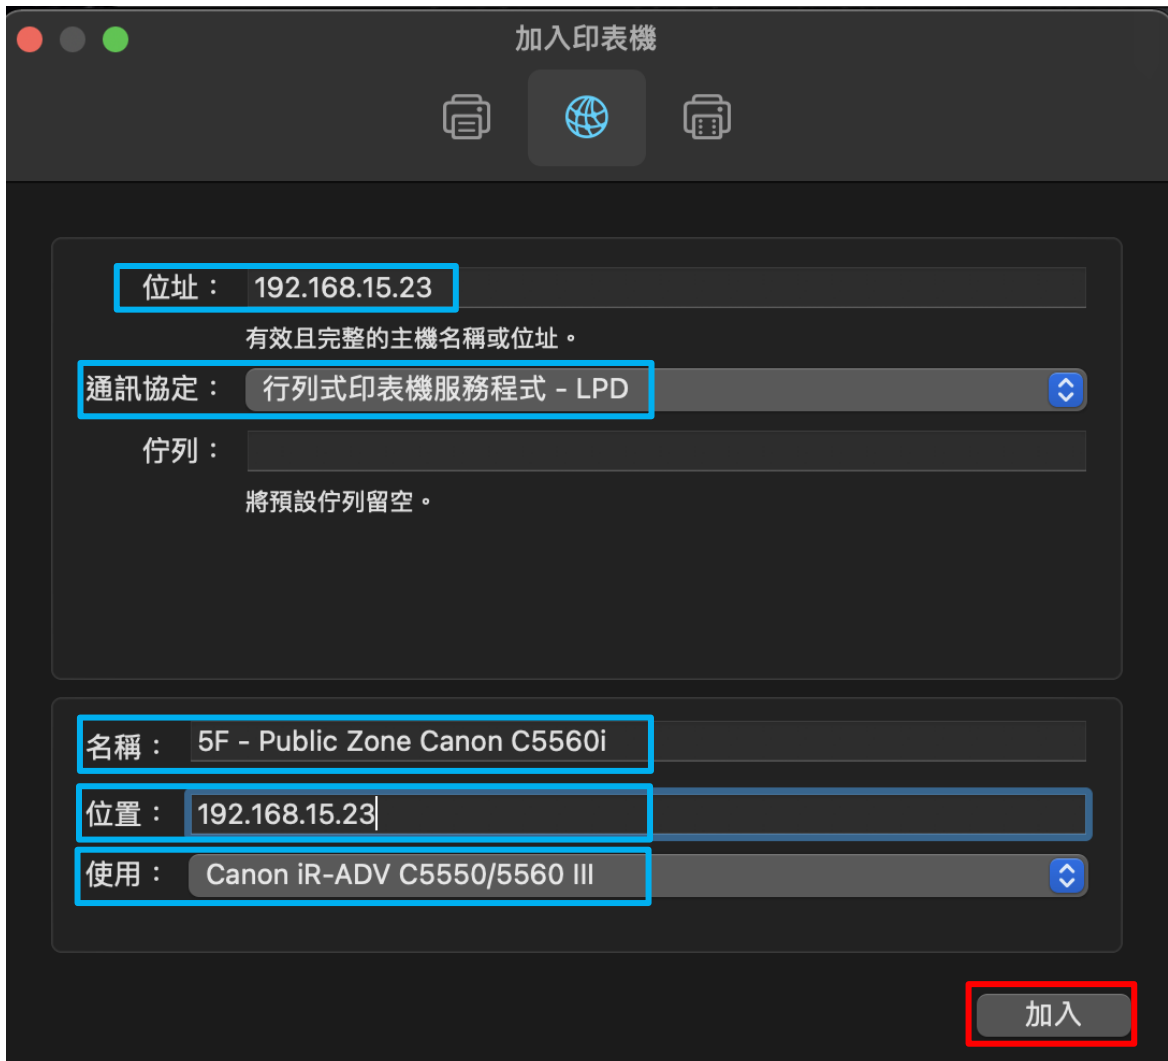 加入印表機
位址： 192.168.15.23
有效且完整的主機名稱或位址。
通訊協定： 行列式印表機服務程式 - LPD
佇列：
將預設佇列留空。
名稱： 5F - Public Zone Canon C5560i
位置： 192.168.15.23
使用： Canon iR-ADV C5550/5560 III
加入